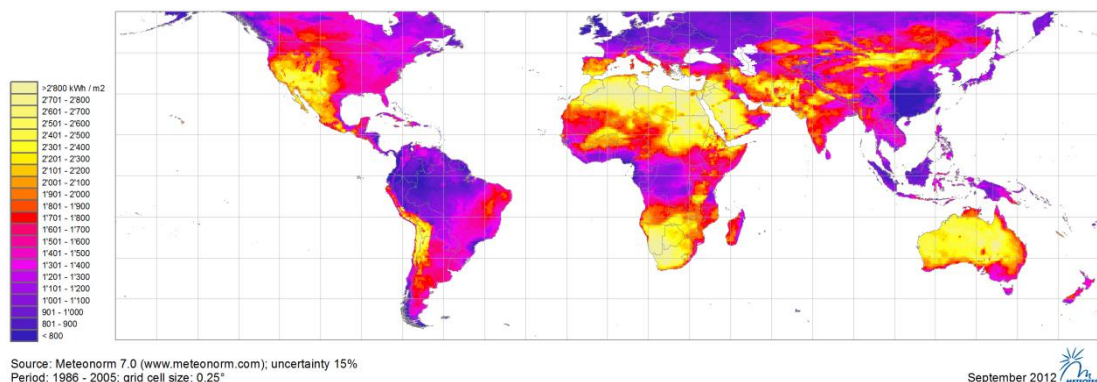 >2'800 kWh / m2
2'701 - 2'800
2'601 - 2'700
2'501 - 2'600
2'401 - 2'500
2'301 - 2'400
2'201 - 2'300
2'101 - 2'200
2'001 - 2'100
1'901 - 2'000
1'801 - 1'900
1'701 - 1'800
1'601 - 1'700
1'501 - 1'600
1'401 - 1'500
1'301 - 1'400
1'201 - 1'300
1'101 - 1'200
1'001 - 1'100
901 - 1'000
801 - 900
< 800
Source: Meteonorm 7.0 (www.meteonorm.com); uncertainty 15%
Period: 1986 - 2005; grid cell size: 0.25°
September 2012